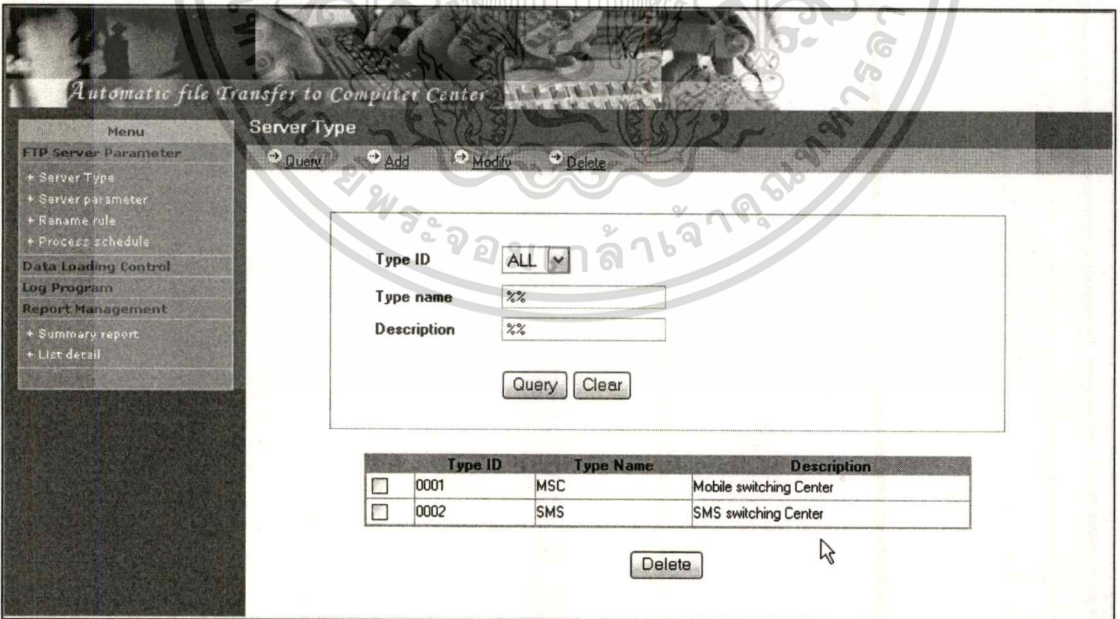 Automatic file Transfer to Computer Center
Menu
FTP Server Parameter
+ Server Type
+ Server parameter
+ Rename rule
+ Process schedule
Data Loading Control
Log Program
Report Management
+ Summary report
+ List detail
Server Type
Query Add Modify Delete
Type ID ALL
Type name %%
Description %%
Query Clear
Type ID Type Name Description
0001 MSC Mobile switching Center
0002 SMS SMS switching Center
Delete